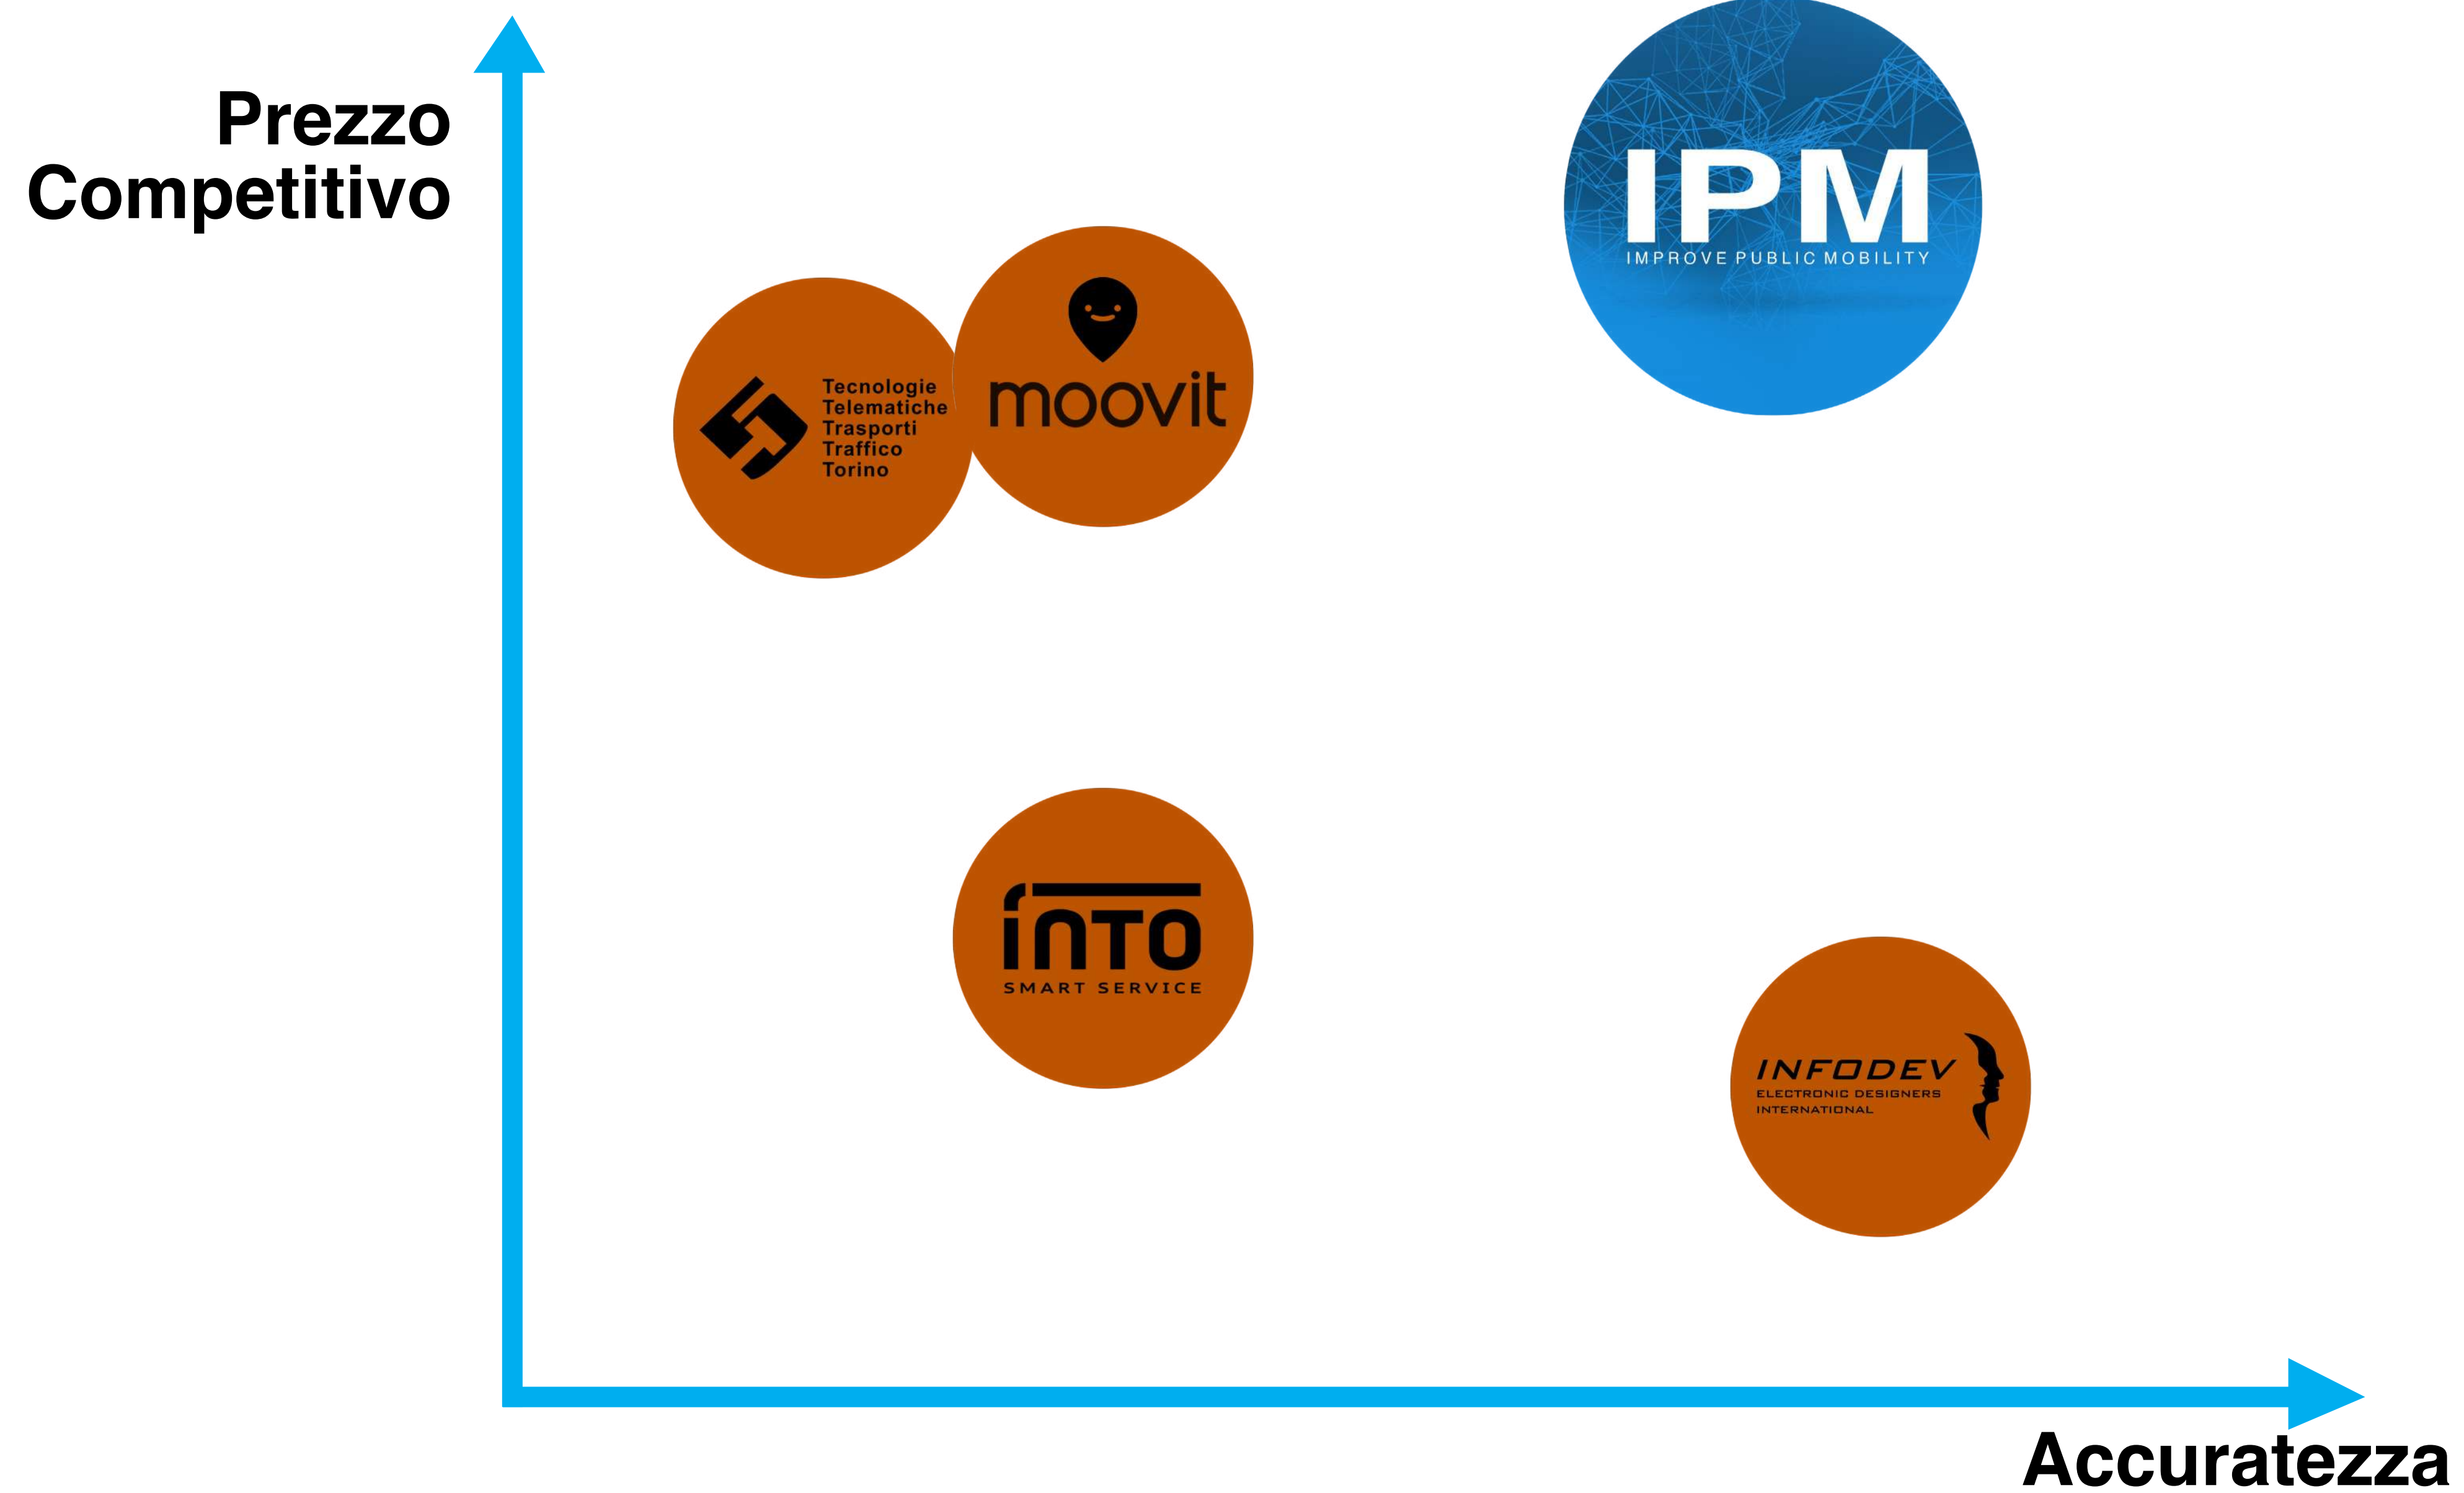 Prezzo
Competitivo
IPM
IMPROVE PUBLIC MOBILITY
Tecnologie
Telematiche
Trasporti
Traffico
Torino
moovit
inTO
SMART SERVICE
INFODEV
ELECTRONIC DESIGNERS
INTERNATIONAL
Accuratezza